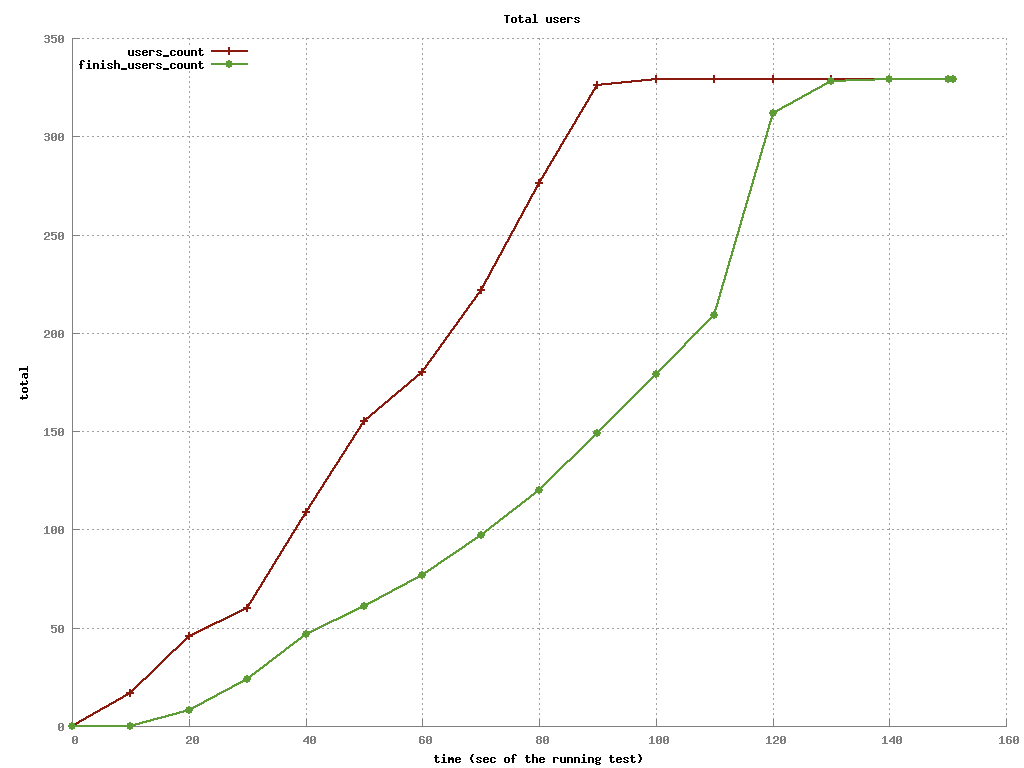 Total users
350
users_count
finish_users_count
300
250
200
total
150
100
50
0
0 20 40 60 80 100 120 140 160
time (sec of the running test)